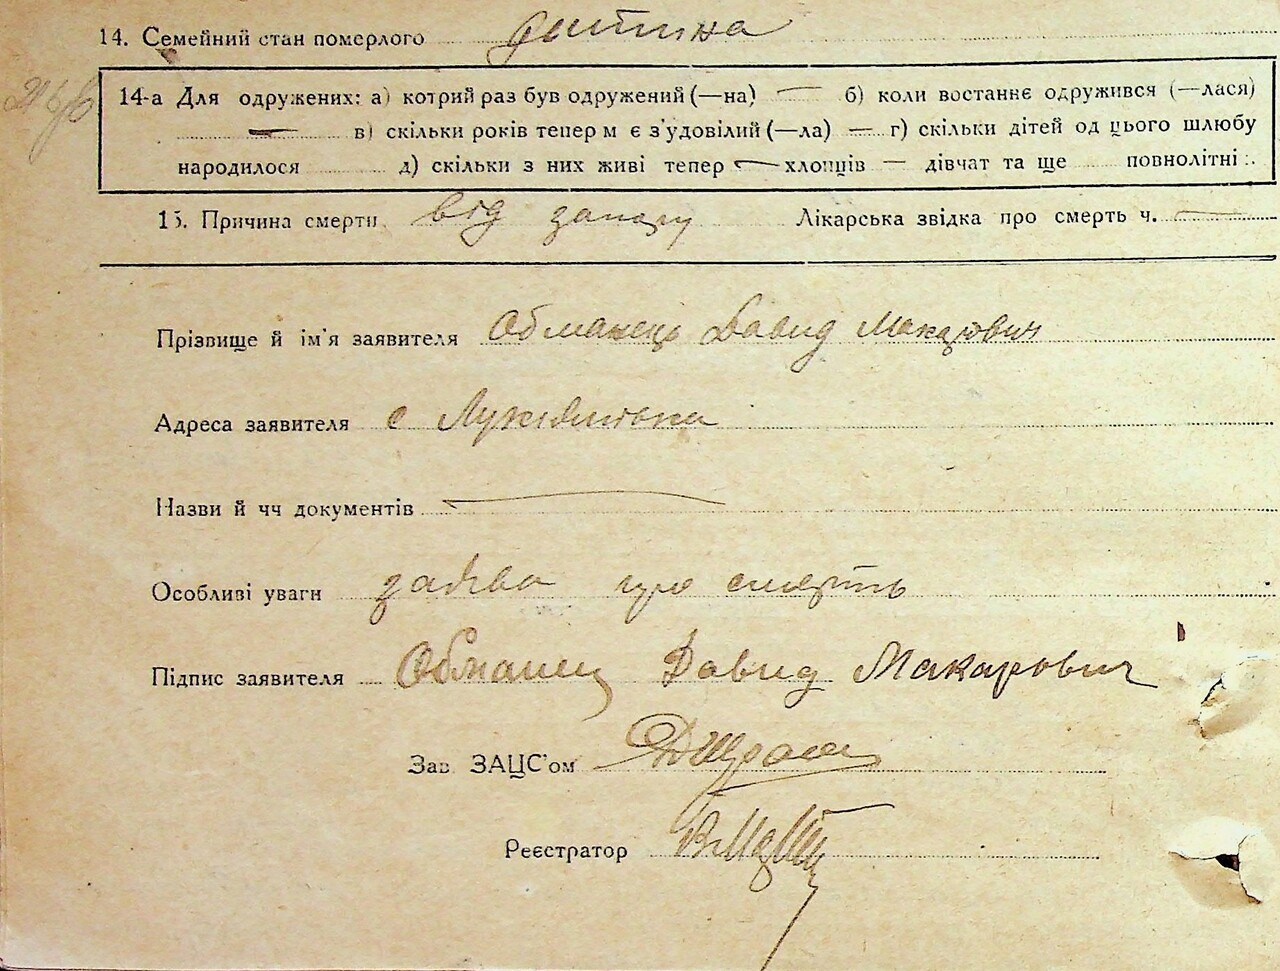 14. Семейний стан померлого дитина
14-а Для одружених: а) котрий раз був одружений (—на) — б) коли востаннє одружився (—лася)
— в) скільки років тепер м є з'удовілий (—ла) — г) скільки дітей од цього шлюбу
народилося д) скільки з них живі тепер — хлопців — дівчат та ще повнолітні
15. Причина смерти від запару Лікарська звідка про смерть ч. —
Прізвище й ім'я заявителя Обманець Давид Макарович
Адреса заявителя с Лукіянівка
Назви й чч документів —
Особливі уваги заява про смерть
Підпис заявителя Обманец Давид Макарович
Зав ЗАЦС'ом
Реєстратор